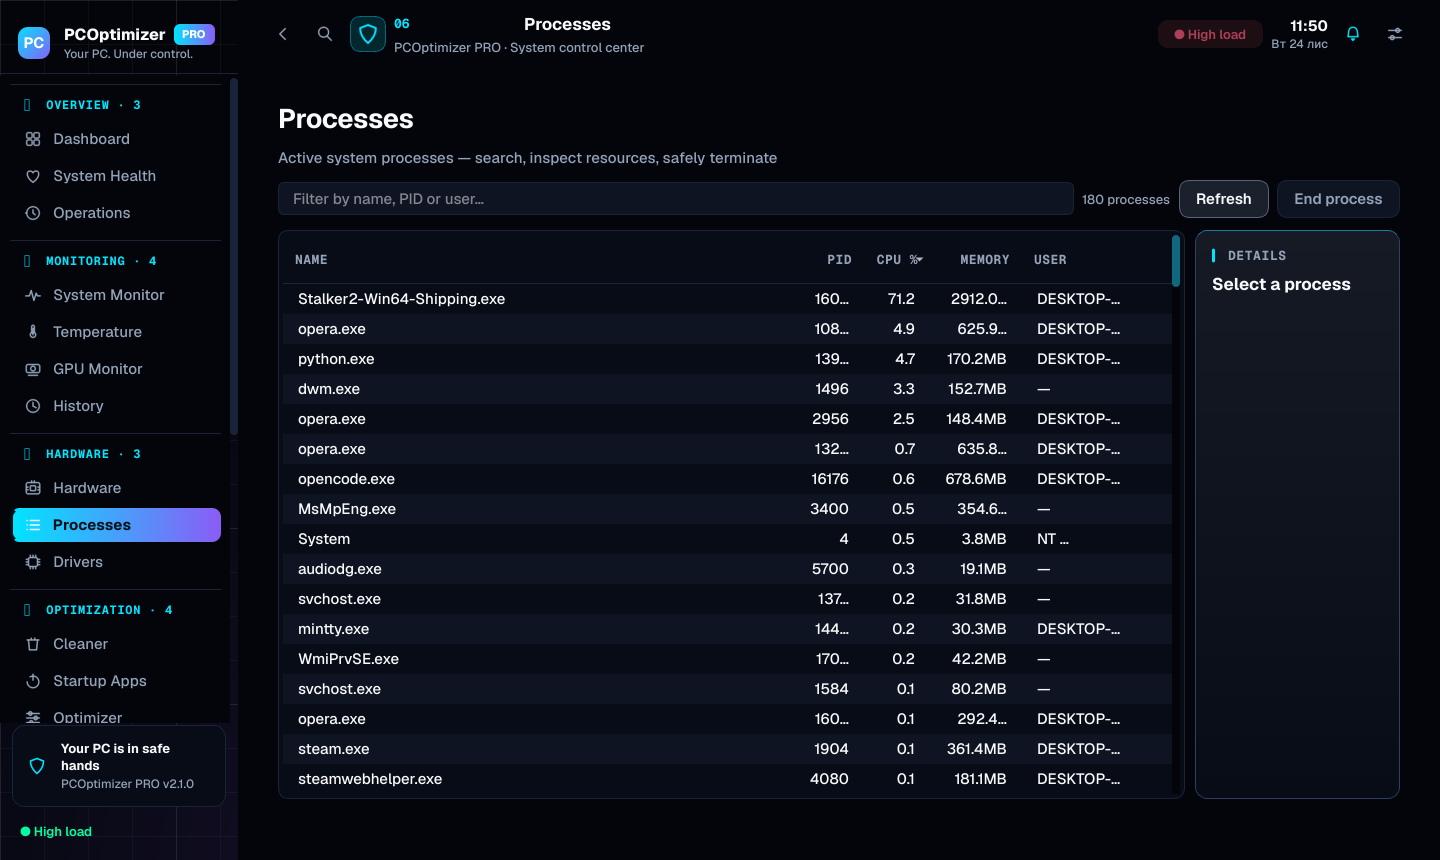 PC
PCOptimizer PRO
Your PC. Under control.
OVERVIEW · 3
Dashboard
System Health
Operations
MONITORING · 4
System Monitor
Temperature
GPU Monitor
History
HARDWARE · 3
Hardware
Processes
Drivers
OPTIMIZATION · 4
Cleaner
Startup Apps
Optimizer
Your PC is in safe
hands
PCOptimizer PRO v2.1.0
High load
06
Processes
PCOptimizer PRO · System control center
High load
11:50
Вт 24 лис
Processes
Active system processes — search, inspect resources, safely terminate
Filter by name, PID or user...
180 processes
Refresh
End process
NAME PID CPU % MEMORY USER
Stalker2-Win64-Shipping.exe 160... 71.2 2912.0... DESKTOP-...
opera.exe 108... 4.9 625.9... DESKTOP-...
python.exe 139... 4.7 170.2MB DESKTOP-...
dwm.exe 1496 3.3 152.7MB —
opera.exe 2956 2.5 148.4MB DESKTOP-...
opera.exe 132... 0.7 635.8... DESKTOP-...
opencode.exe 16176 0.6 678.6MB DESKTOP-...
MsMpEng.exe 3400 0.5 354.6... —
System 4 0.5 3.8MB NT ...
audiodg.exe 5700 0.3 19.1MB —
svchost.exe 137... 0.2 31.8MB —
mintty.exe 144... 0.2 30.3MB DESKTOP-...
WmiPrvSE.exe 170... 0.2 42.2MB —
svchost.exe 1584 0.1 80.2MB —
opera.exe 160... 0.1 292.4... DESKTOP-...
steam.exe 1904 0.1 361.4MB DESKTOP-...
steamwebhelper.exe 4080 0.1 181.1MB DESKTOP-...
DETAILS
Select a process